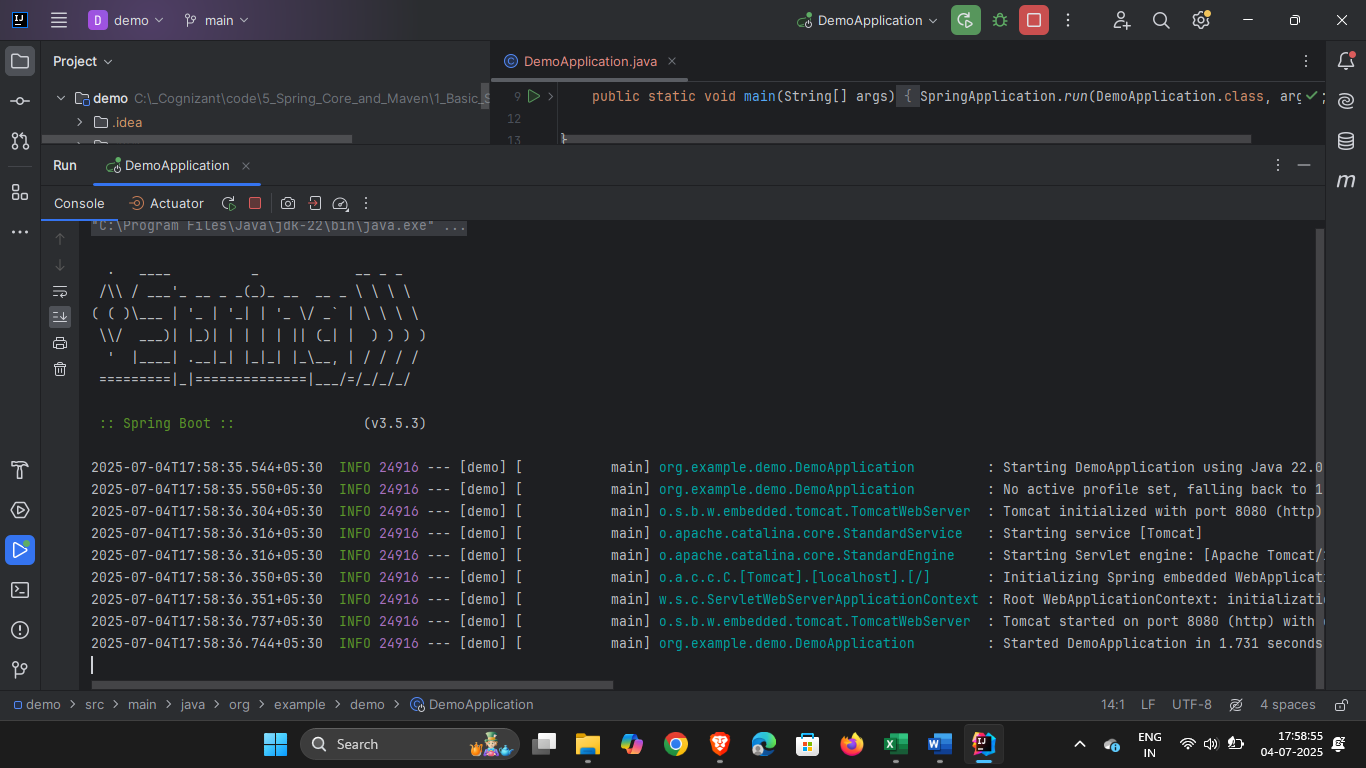 D demo main DemoApplication
Project
DemoApplication.java
demo C:\_Cognizant\code\5_Spring_Core_and_Maven\1_Basic_S
.idea
9 public static void main(String[] args) { SpringApplication.run(DemoApplication.class, arg ;
12
13 }
Run DemoApplication
Console Actuator
"C:\Program Files\Java\jdk-22\bin\java.exe" ...
  .   ____          _            __ _ _
 /\\ / ___'_ __ _ _(_)_ __  __ _ \ \ \ \
( ( )\___ | '_ | '_| | '_ \/ _` | \ \ \ \
 \\/  ___)| |_)| | | | | || (_| |  ) ) ) )
  '  |____| .__|_| |_|_| |_\__, | / / / /
 =========|_|==============|___/=/_/_/_/
 :: Spring Boot ::                (v3.5.3)
2025-07-04T17:58:35.544+05:30  INFO 24916 --- [demo] [           main] org.example.demo.DemoApplication         : Starting DemoApplication using Java 22.0
2025-07-04T17:58:35.550+05:30  INFO 24916 --- [demo] [           main] org.example.demo.DemoApplication         : No active profile set, falling back to 1
2025-07-04T17:58:36.304+05:30  INFO 24916 --- [demo] [           main] o.s.b.w.embedded.tomcat.TomcatWebServer  : Tomcat initialized with port 8080 (http)
2025-07-04T17:58:36.316+05:30  INFO 24916 --- [demo] [           main] o.apache.catalina.core.StandardService   : Starting service [Tomcat]
2025-07-04T17:58:36.316+05:30  INFO 24916 --- [demo] [           main] o.apache.catalina.core.StandardEngine    : Starting Servlet engine: [Apache Tomcat/
2025-07-04T17:58:36.350+05:30  INFO 24916 --- [demo] [           main] o.a.c.c.C.[Tomcat].[localhost].[/]       : Initializing Spring embedded WebApplicati
2025-07-04T17:58:36.351+05:30  INFO 24916 --- [demo] [           main] w.s.c.ServletWebServerApplicationContext : Root WebApplicationContext: initializatio
2025-07-04T17:58:36.737+05:30  INFO 24916 --- [demo] [           main] o.s.b.w.embedded.tomcat.TomcatWebServer  : Tomcat started on port 8080 (http) with
2025-07-04T17:58:36.744+05:30  INFO 24916 --- [demo] [           main] org.example.demo.DemoApplication         : Started DemoApplication in 1.731 seconds
demo > src > main > java > org > example > demo > DemoApplication 14:1 LF UTF-8 4 spaces
Search
ENG
IN
17:58:55
04-07-2025